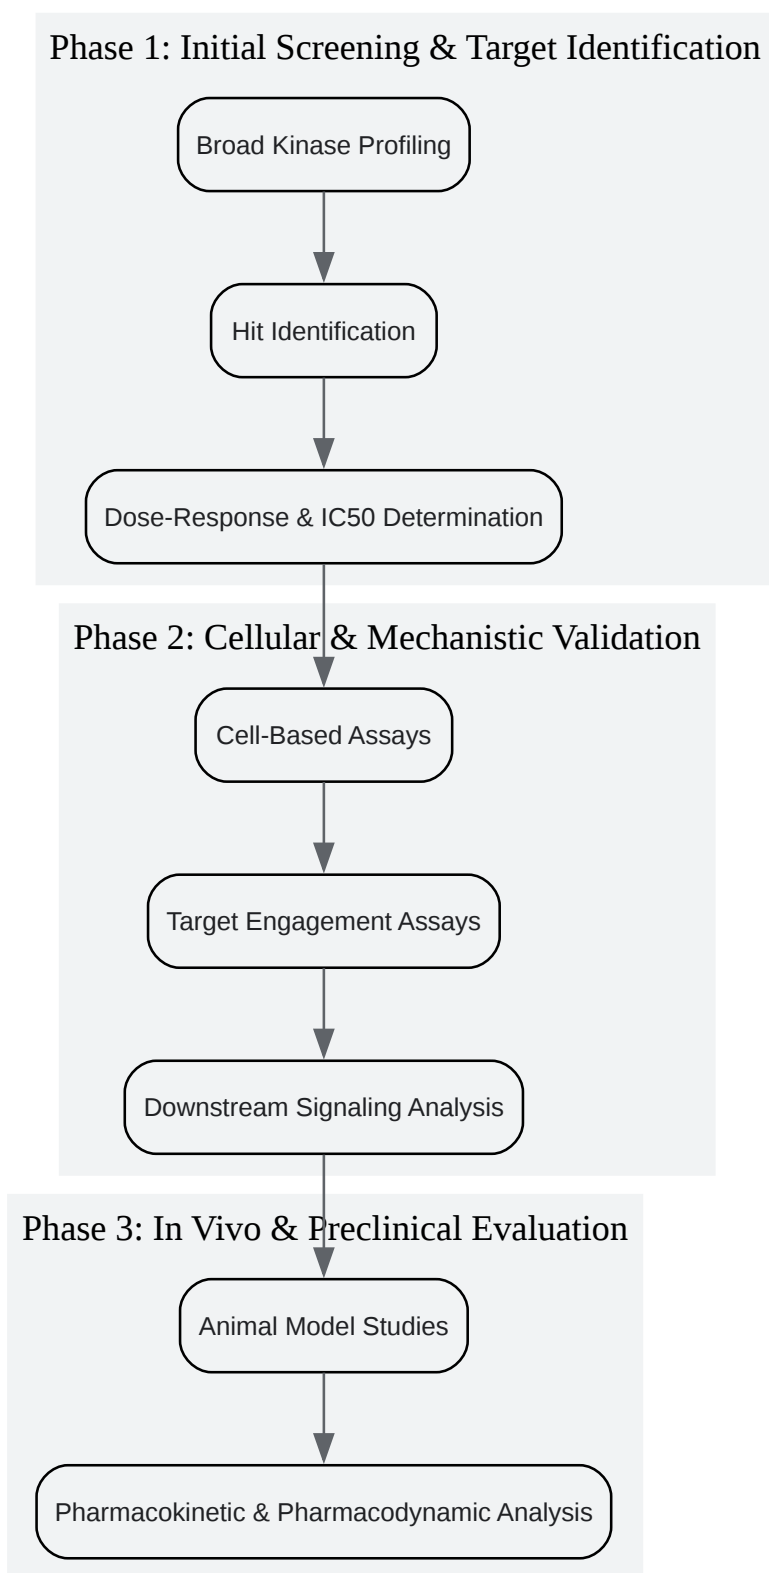 Phase 1: Initial Screening & Target Identification
Broad Kinase Profiling
Hit Identification
Dose-Response & IC50 Determination
Phase 2: Cellular & Mechanistic Validation
Cell-Based Assays
Target Engagement Assays
Downstream Signaling Analysis
Phase 3: In Vivo & Preclinical Evaluation
Animal Model Studies
Pharmacokinetic & Pharmacodynamic Analysis